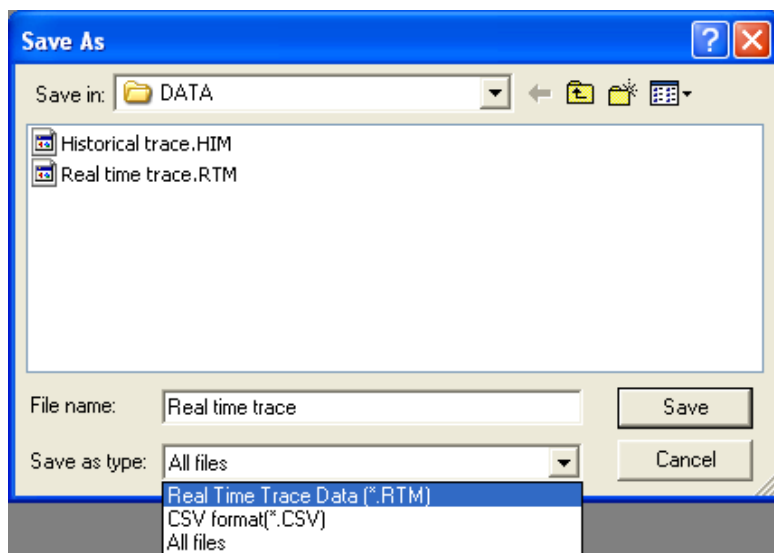 Save As
Save in: DATA
Historical trace.HIM
Real time trace.RTM
File name: Real time trace Save
Save as type: All files Cancel
Real Time Trace Data (*.RTM)
CSV format(*.CSV)
All files